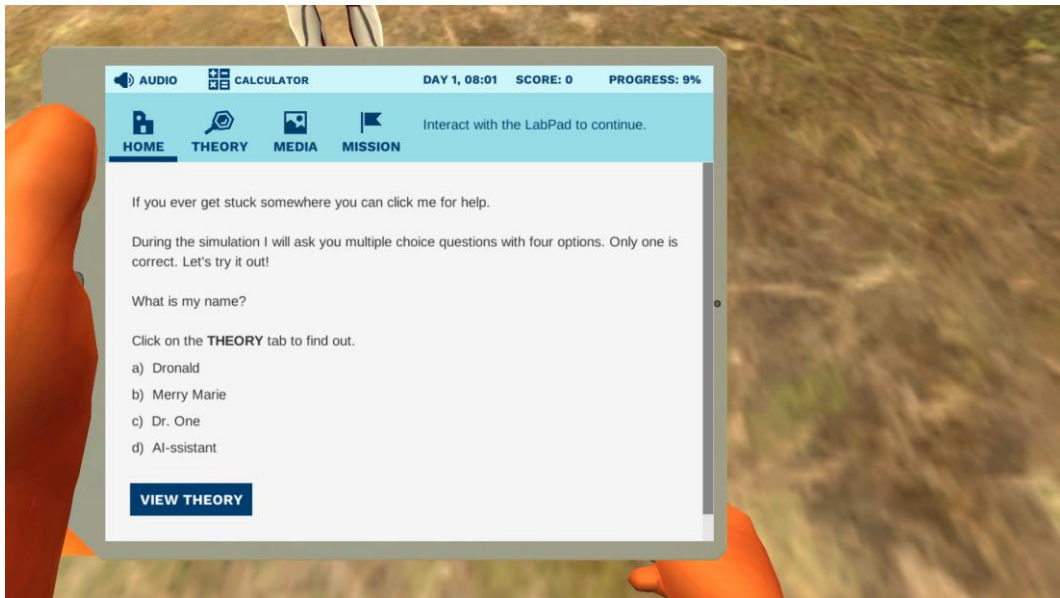 AUDIO CALCULATOR DAY 1, 08:01 SCORE: 0 PROGRESS: 9%
HOME THEORY MEDIA MISSION Interact with the LabPad to continue.
If you ever get stuck somewhere you can click me for help.
During the simulation I will ask you multiple choice questions with four options. Only one is
correct. Let's try it out!
What is my name?
Click on the THEORY tab to find out.
a) Dronald
b) Merry Marie
c) Dr. One
d) AI-ssistant
VIEW THEORY